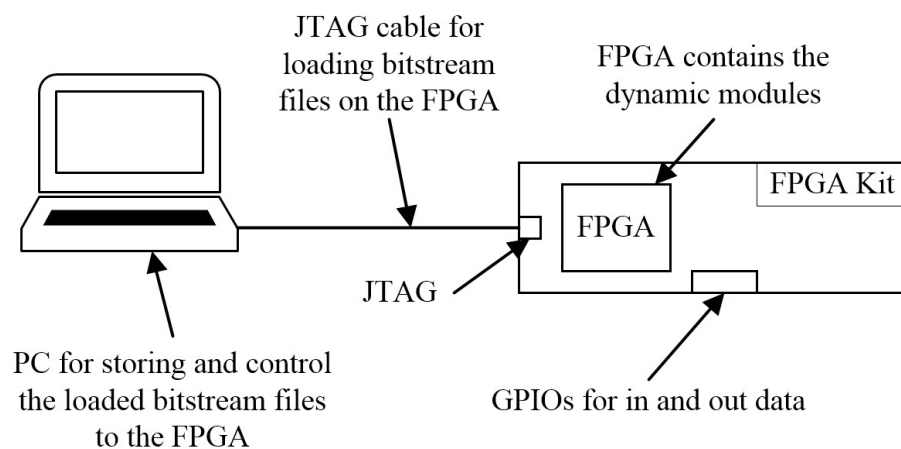 JTAG cable for
loading bitstream
files on the FPGA
FPGA contains the
dynamic modules
FPGA Kit
FPGA
JTAG
PC for storing and control
the loaded bitstream files
to the FPGA
GPIOs for in and out data